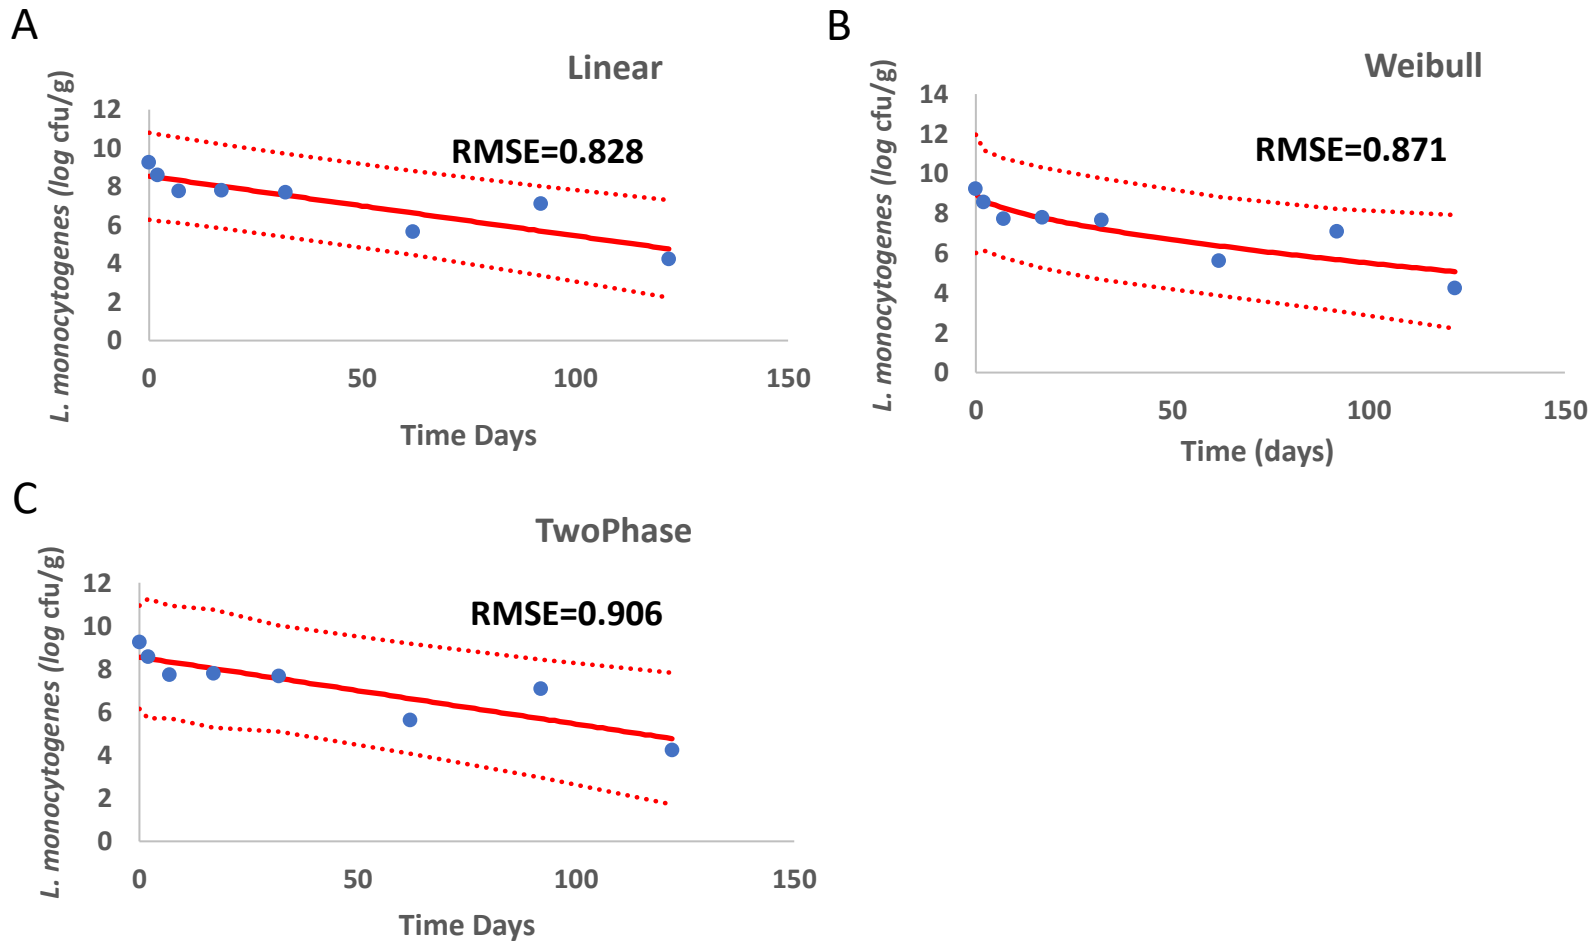 A
Linear
L. monocytogenes (log cfu/g)
12
10
8
6
4
2
0
RMSE=0.828
0 50 100 150
Time Days
B
Weibull
L. monocytogenes (log cfu/g)
14
12
10
8
6
4
2
0
RMSE=0.871
0 50 100 150
Time (days)
C
TwoPhase
L. monocytogenes (log cfu/g)
12
10
8
6
4
2
0
RMSE=0.906
0 50 100 150
Time Days